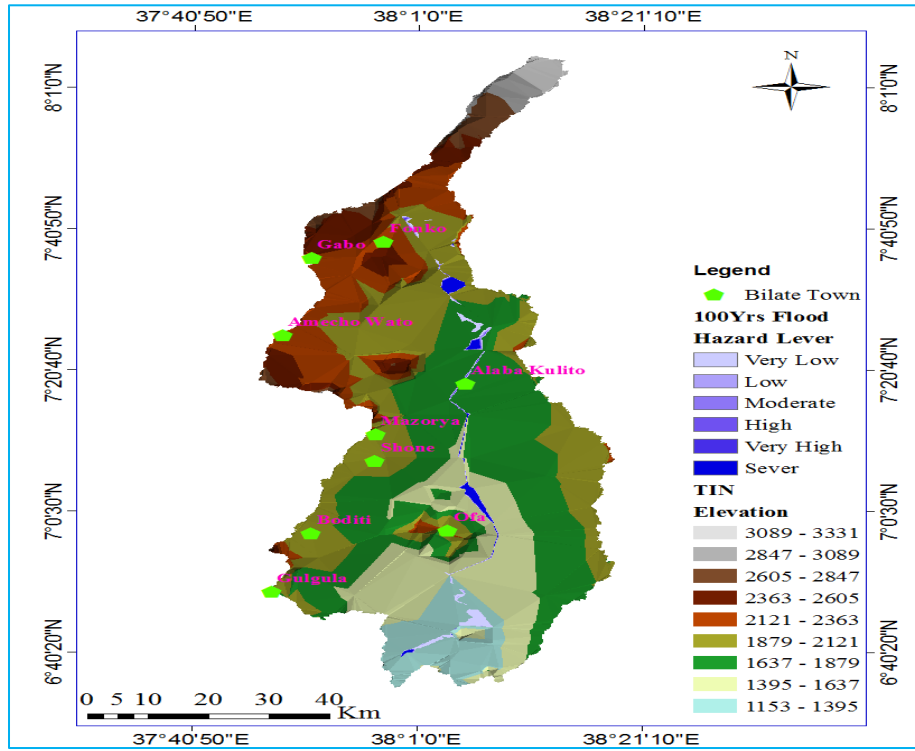 37°40'50"E 38°1'0"E 38°21'10"E
N
8°1'0"N 8°1'0"N
7°40'50"N 7°40'50"N
Fonko
Gabo
Legend
Bilate Town
100Yrs Flood
Hazard Lever
Very Low
Low
Moderate
High
Very High
Sever
TIN
Elevation
3089 - 3331
2847 - 3089
2605 - 2847
2363 - 2605
2121 - 2363
1879 - 2121
1637 - 1879
1395 - 1637
1153 - 1395
Amecho Wato
7°20'40"N 7°20'40"N
Alaba Kulito
Mazorya
Shone
7°0'30"N 7°0'30"N
Boditi
Ofa
Gulgula
6°40'20"N 6°40'20"N
0 5 10 20 30 40
Km
37°40'50"E 38°1'0"E 38°21'10"E